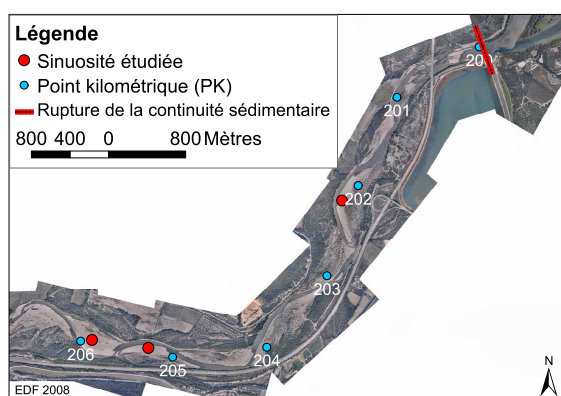 Légende
Sinuosité étudiée
Point kilométrique (PK)
Rupture de la continuité sédimentaire
800 400 0 800 Mètres
200
201
202
203
204
205
206
N
EDF 2008